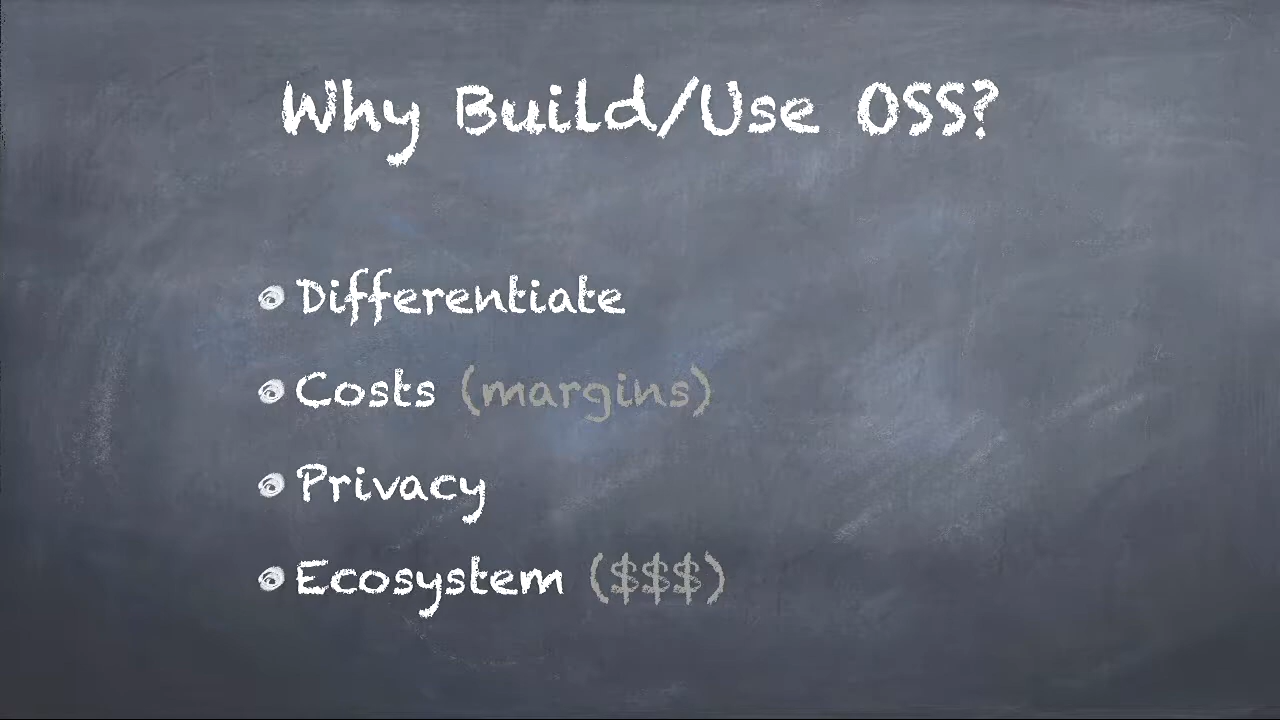 Why Build/Use OSS?
Differentiate
Costs (margins)
Privacy
Ecosystem ($$$)